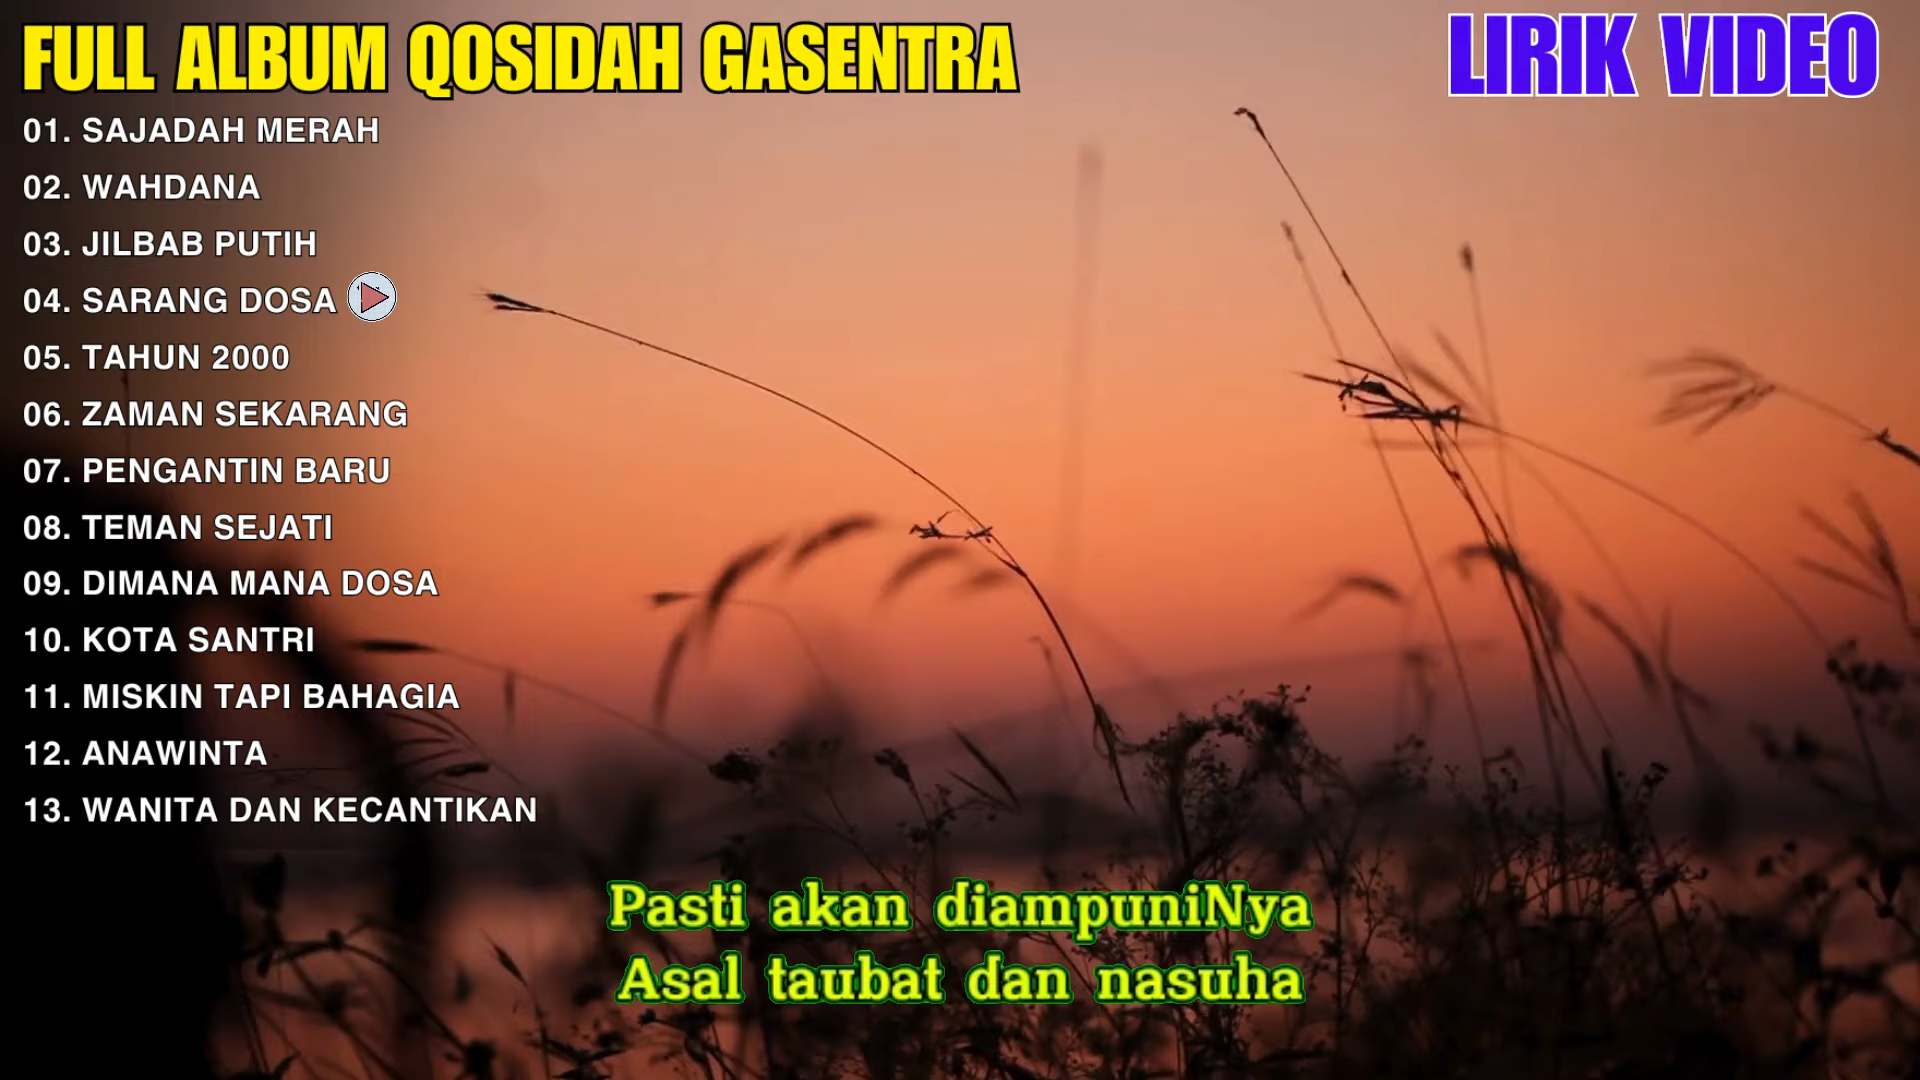 FULL ALBUM QOSIDAH GASENTRA
LIRIK VIDEO
01. SAJADAH MERAH
02. WAHDANA
03. JILBAB PUTIH
04. SARANG DOSA
05. TAHUN 2000
06. ZAMAN SEKARANG
07. PENGANTIN BARU
08. TEMAN SEJATI
09. DIMANA MANA DOSA
10. KOTA SANTRI
11. MISKIN TAPI BAHAGIA
12. ANAWINTA
13. WANITA DAN KECANTIKAN
Pasti akan diampuniNya
Asal taubat dan nasuha